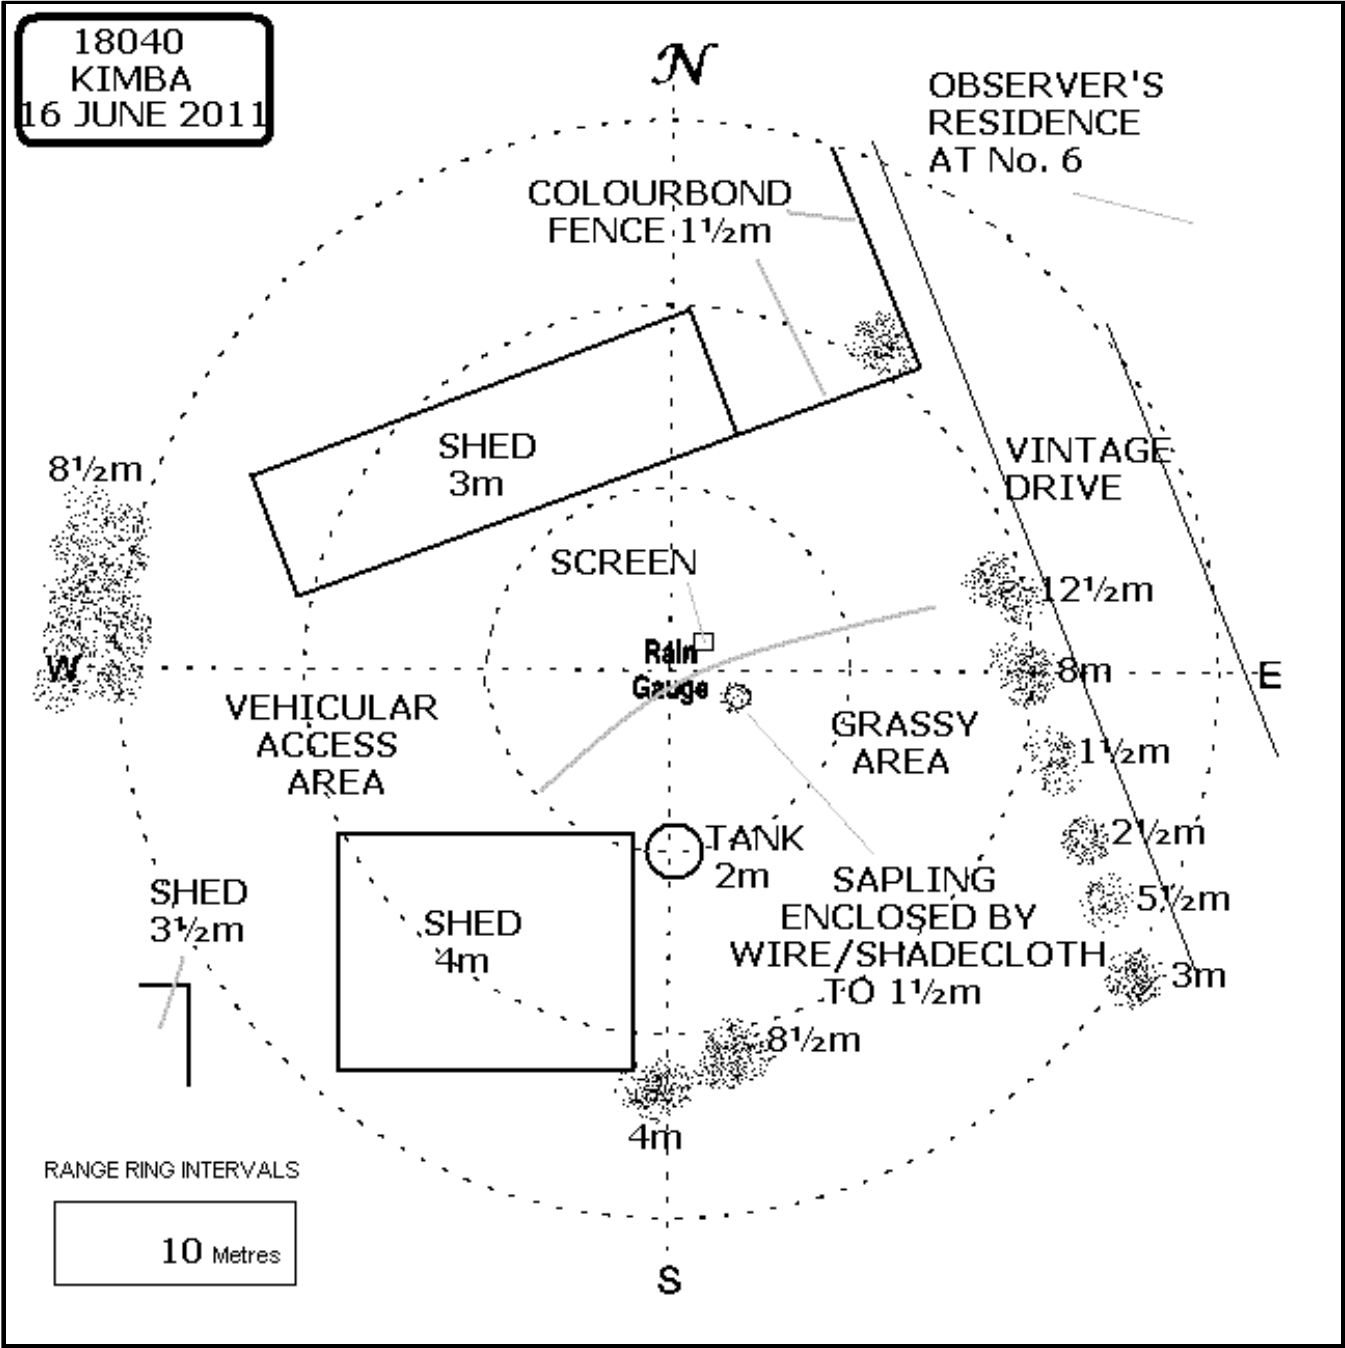 18040
KIMBA
16 JUNE 2011
N
OBSERVER'S
RESIDENCE
AT No. 6
COLOURBOND
FENCE 1½m
SHED
3m
8½m
VINTAGE
DRIVE
SCREEN
12½m
Rain
Gauge
W
8m
E
VEHICULAR
ACCESS
AREA
GRASSY
AREA
1½m
TANK
2m
2½m
SHED
3½m
SHED
4m
SAPLING
ENCLOSED BY
WIRE/SHADECLOTH
TO 1½m
5½m
3m
8½m
4m
RANGE RING INTERVALS
10 Metres
S